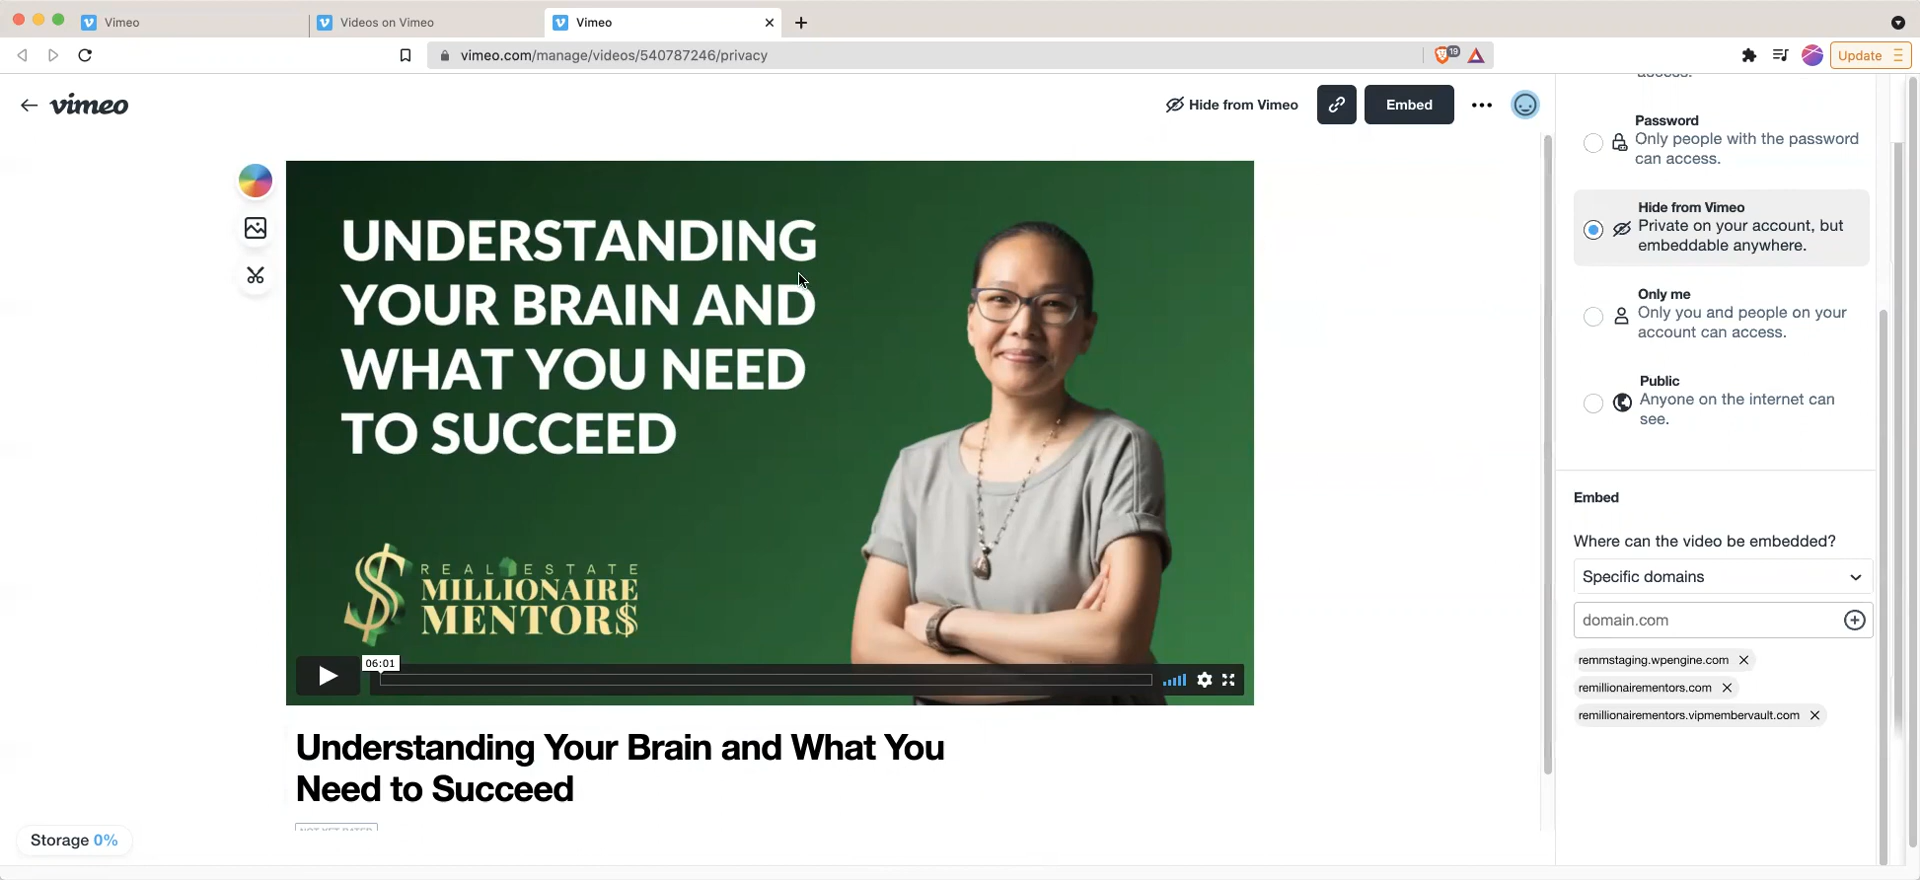 Vimeo
Videos on Vimeo
Vimeo
vimeo.com/manage/videos/540787246/privacy
19
Update
vimeo
Hide from Vimeo
Embed
access.
Password
Only people with the password
can access.
Hide from Vimeo
Private on your account, but
embeddable anywhere.
Only me
Only you and people on your
account can access.
Public
Anyone on the internet can
see.
Embed
Where can the video be embedded?
Specific domains
domain.com
remmstaging.wpengine.com
remillionairementors.com
remillionairementors.vipmembervault.com
UNDERSTANDING
YOUR BRAIN AND
WHAT YOU NEED
TO SUCCEED
REAL ESTATE
MILLIONAIRE
MENTOR$
06:01
Understanding Your Brain and What You
Need to Succeed
NOT YET RATED
Storage 0%